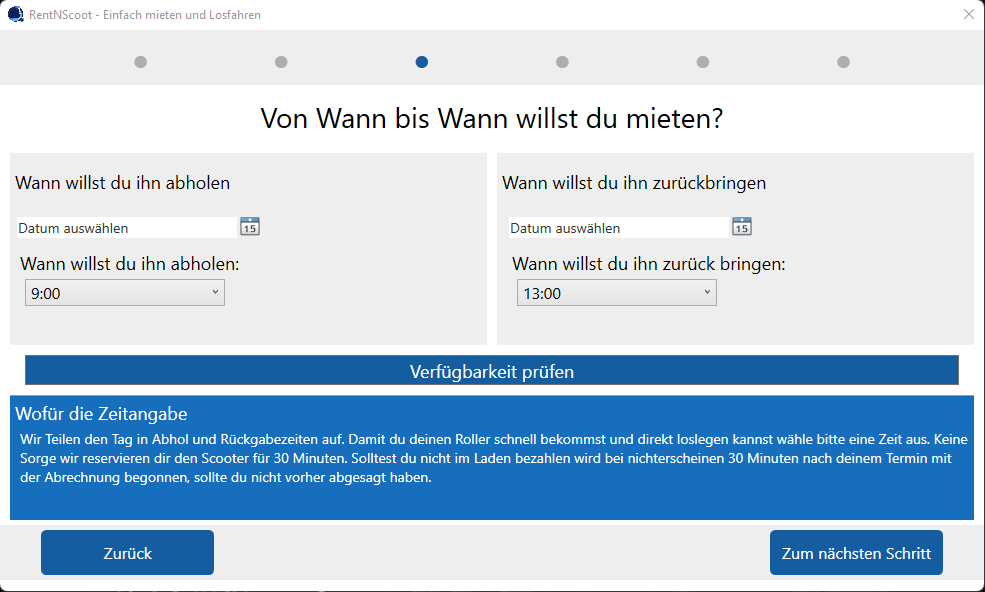 RentNScoot - Einfach mieten und Losfahren
Von Wann bis Wann willst du mieten?
Wann willst du ihn abholen
Datum auswählen
15
Wann willst du ihn abholen:
9:00
Wann willst du ihn zurückbringen
Datum auswählen
15
Wann willst du ihn zurück bringen:
13:00
Verfügbarkeit prüfen
Wofür die Zeitangabe
Wir Teilen den Tag in Abhol und Rückgabezeiten auf. Damit du deinen Roller schnell bekommst und direkt loslegen kannst wähle bitte eine Zeit aus. Keine
Sorge wir reservieren dir den Scooter für 30 Minuten. Solltest du nicht im Laden bezahlen wird bei nichterscheinen 30 Minuten nach deinem Termin mit
der Abrechnung begonnen, sollte du nicht vorher abgesagt haben.
Zurück
Zum nächsten Schritt